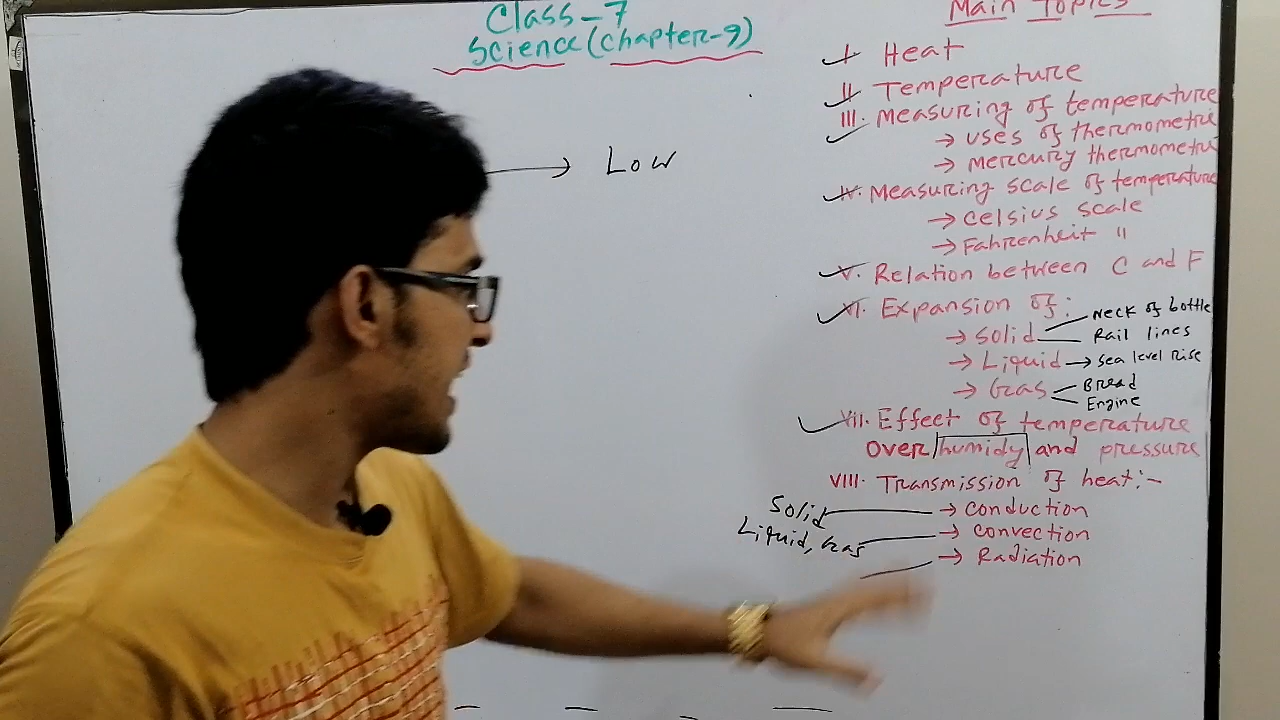 Class-7
Science (chapter-9)
Low
Main Topics
I Heat
II Temperature
III. Measuring of temperature
→ uses of thermometre
→ Mercury thermometre
IV. Measuring scale of temperature
→ Celsius scale
→ Fahrenheit "
V. Relation between C and F
VI. Expansion of:
→ Solid
Neck of bottle
Rail lines
→ Liquid → Sea level Rise
→ Gas
Bread
Engine
VII. Effect of temperature
over humidy and pressure
VIII. Transmission of heat:-
Solid → conduction
Liquid, Gas → convection
→ Radiation